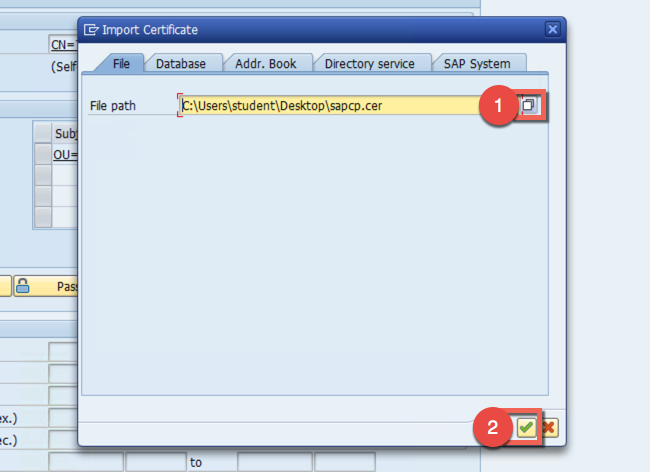 Import Certificate
CN=
(Self
File Database Addr. Book Directory service SAP System
File path C:\Users\student\Desktop\sapcp.cer 1
Sub
OU=
Pass
ex.)
2
ec.)
to